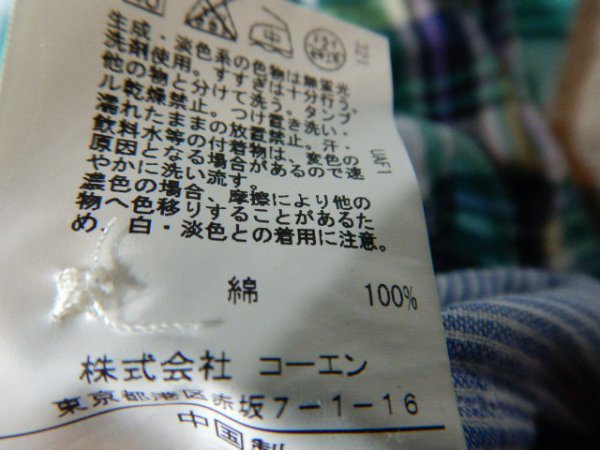 生成・淡色系の色物は無蛍光
洗剤使用。すすぎは十分行う。
他の物と分けて洗う。タンブ
ル乾燥禁止。つけ置き洗い・
濡れたままの放置禁止。汗・
飲料水等の付着物は、変色の
原因となる場合があるので速
やかに洗い流す。
濃色の場合、摩擦により他の
物へ色移りすることがあるた
め、白・淡色との着用に注意。
321
UAF1
綿 100%
株式会社 コーエン
東京都港区赤坂7-1-16
中国製